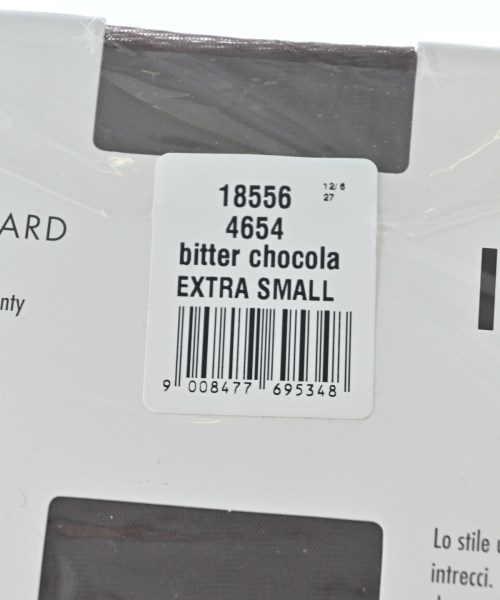 18556 12/6
27
4654
bitter chocola
EXTRA SMALL
9 008477 695348
ARD
nty
Lo stile
intrecci.